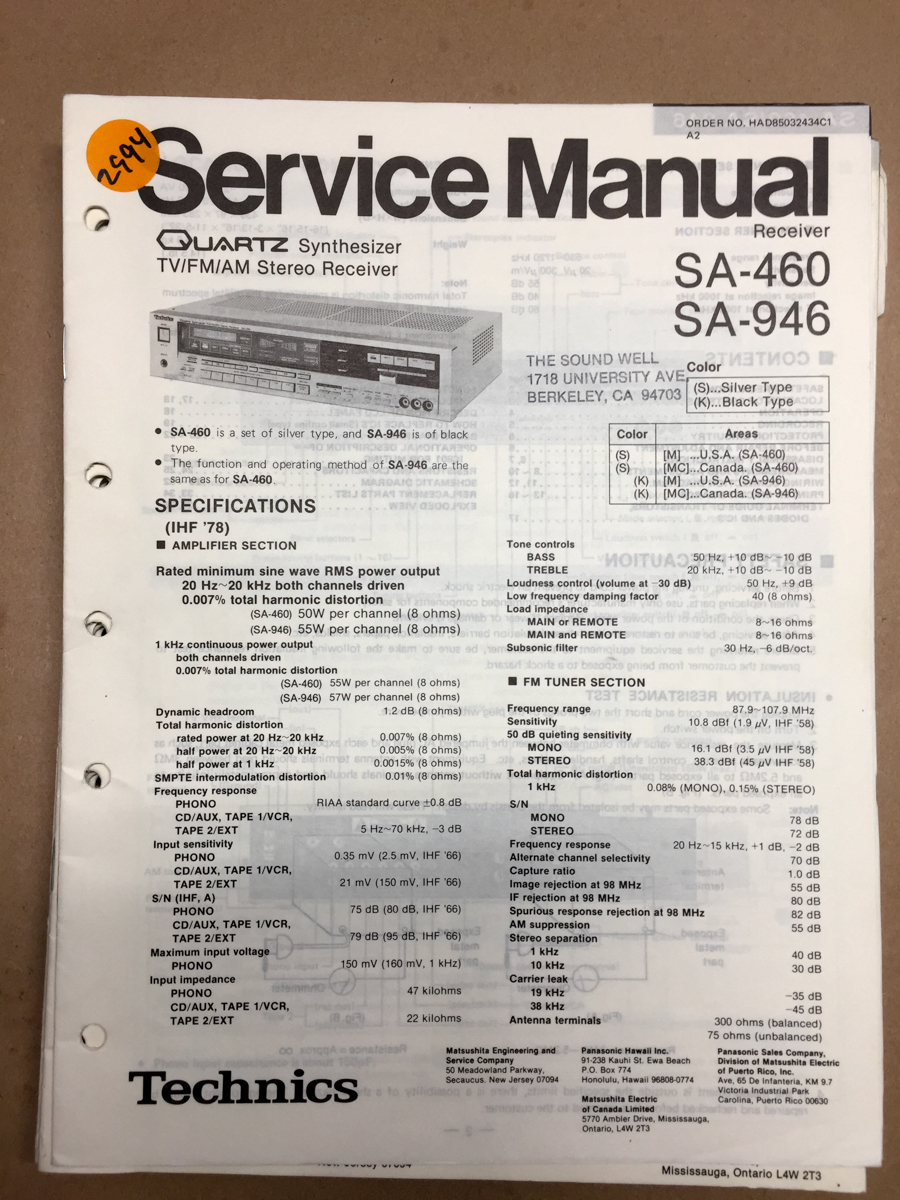 ORDER NO. HAD85032434C1
A2
2994
Service Manual
Receiver
QUARTZ Synthesizer
TV/FM/AM Stereo Receiver
SA-460
SA-946
Technics
THE SOUND WELL
1718 UNIVERSITY AVE
BERKELEY, CA 94703
Color
(S)...Silver Type
(K)...Black Type
• SA-460 is a set of silver type, and SA-946 is of black
type.
• The function and operating method of SA-946 are the
same as for SA-460.
Color Areas
(S) [M] ...U.S.A. (SA-460)
(S) [MC]...Canada. (SA-460)
(K) [M] ...U.S.A. (SA-946)
(K) [MC]...Canada. (SA-946)
SPECIFICATIONS
(IHF '78)
■ AMPLIFIER SECTION
Rated minimum sine wave RMS power output
20 Hz~20 kHz both channels driven
0.007% total harmonic distortion
(SA-460) 50W per channel (8 ohms)
(SA-946) 55W per channel (8 ohms)
1 kHz continuous power output
both channels driven
0.007% total harmonic distortion
(SA-460) 55W per channel (8 ohms)
(SA-946) 57W per channel (8 ohms)
Dynamic headroom 1.2 dB (8 ohms)
Total harmonic distortion
rated power at 20 Hz~20 kHz 0.007% (8 ohms)
half power at 20 Hz~20 kHz 0.005% (8 ohms)
half power at 1 kHz 0.0015% (8 ohms)
SMPTE intermodulation distortion 0.01% (8 ohms)
Frequency response
PHONO RIAA standard curve ±0.8 dB
CD/AUX, TAPE 1/VCR,
TAPE 2/EXT 5 Hz~70 kHz, −3 dB
Input sensitivity
PHONO 0.35 mV (2.5 mV, IHF '66)
CD/AUX, TAPE 1/VCR,
TAPE 2/EXT 21 mV (150 mV, IHF '66)
S/N (IHF, A)
PHONO 75 dB (80 dB, IHF '66)
CD/AUX, TAPE 1/VCR,
TAPE 2/EXT 79 dB (95 dB, IHF '66)
Maximum input voltage
PHONO 150 mV (160 mV, 1 kHz)
Input impedance
PHONO 47 kilohms
CD/AUX, TAPE 1/VCR,
TAPE 2/EXT 22 kilohms
Tone controls
BASS 50 Hz, +10 dB~ −10 dB
TREBLE 20 kHz, +10 dB~ −10 dB
Loudness control (volume at −30 dB) 50 Hz, +9 dB
Low frequency damping factor 40 (8 ohms)
Load impedance
MAIN or REMOTE 8~16 ohms
MAIN and REMOTE 8~16 ohms
Subsonic filter 30 Hz, −6 dB/oct.
■ FM TUNER SECTION
Frequency range 87.9~107.9 MHz
Sensitivity 10.8 dBf (1.9 µV, IHF '58)
50 dB quieting sensitivity
MONO 16.1 dBf (3.5 µV IHF '58)
STEREO 38.3 dBf (45 µV IHF '58)
Total harmonic distortion
1 kHz 0.08% (MONO), 0.15% (STEREO)
S/N
MONO 78 dB
STEREO 72 dB
Frequency response 20 Hz~15 kHz, +1 dB, −2 dB
Alternate channel selectivity 70 dB
Capture ratio 1.0 dB
Image rejection at 98 MHz 55 dB
IF rejection at 98 MHz 80 dB
Spurious response rejection at 98 MHz 82 dB
AM suppression 55 dB
Stereo separation
1 kHz 40 dB
10 kHz 30 dB
Carrier leak
19 kHz −35 dB
38 kHz −45 dB
Antenna terminals 300 ohms (balanced)
75 ohms (unbalanced)
Technics
Matsushita Engineering and
Service Company
50 Meadowland Parkway,
Secaucus. New Jersey 07094
Panasonic Hawaii Inc.
91-238 Kauhi St. Ewa Beach
P.O. Box 774
Honolulu, Hawaii 96808-0774
Matsushita Electric
of Canada Limited
5770 Ambler Drive, Mississauga,
Ontario, L4W 2T3
Panasonic Sales Company,
Division of Matsushita Electric
of Puerto Rico, Inc.
Ave, 65 De Infanteria, KM 9.7
Victoria Industrial Park
Carolina, Puerto Rico 00630
Mississauga, Ontario L4W 2T3